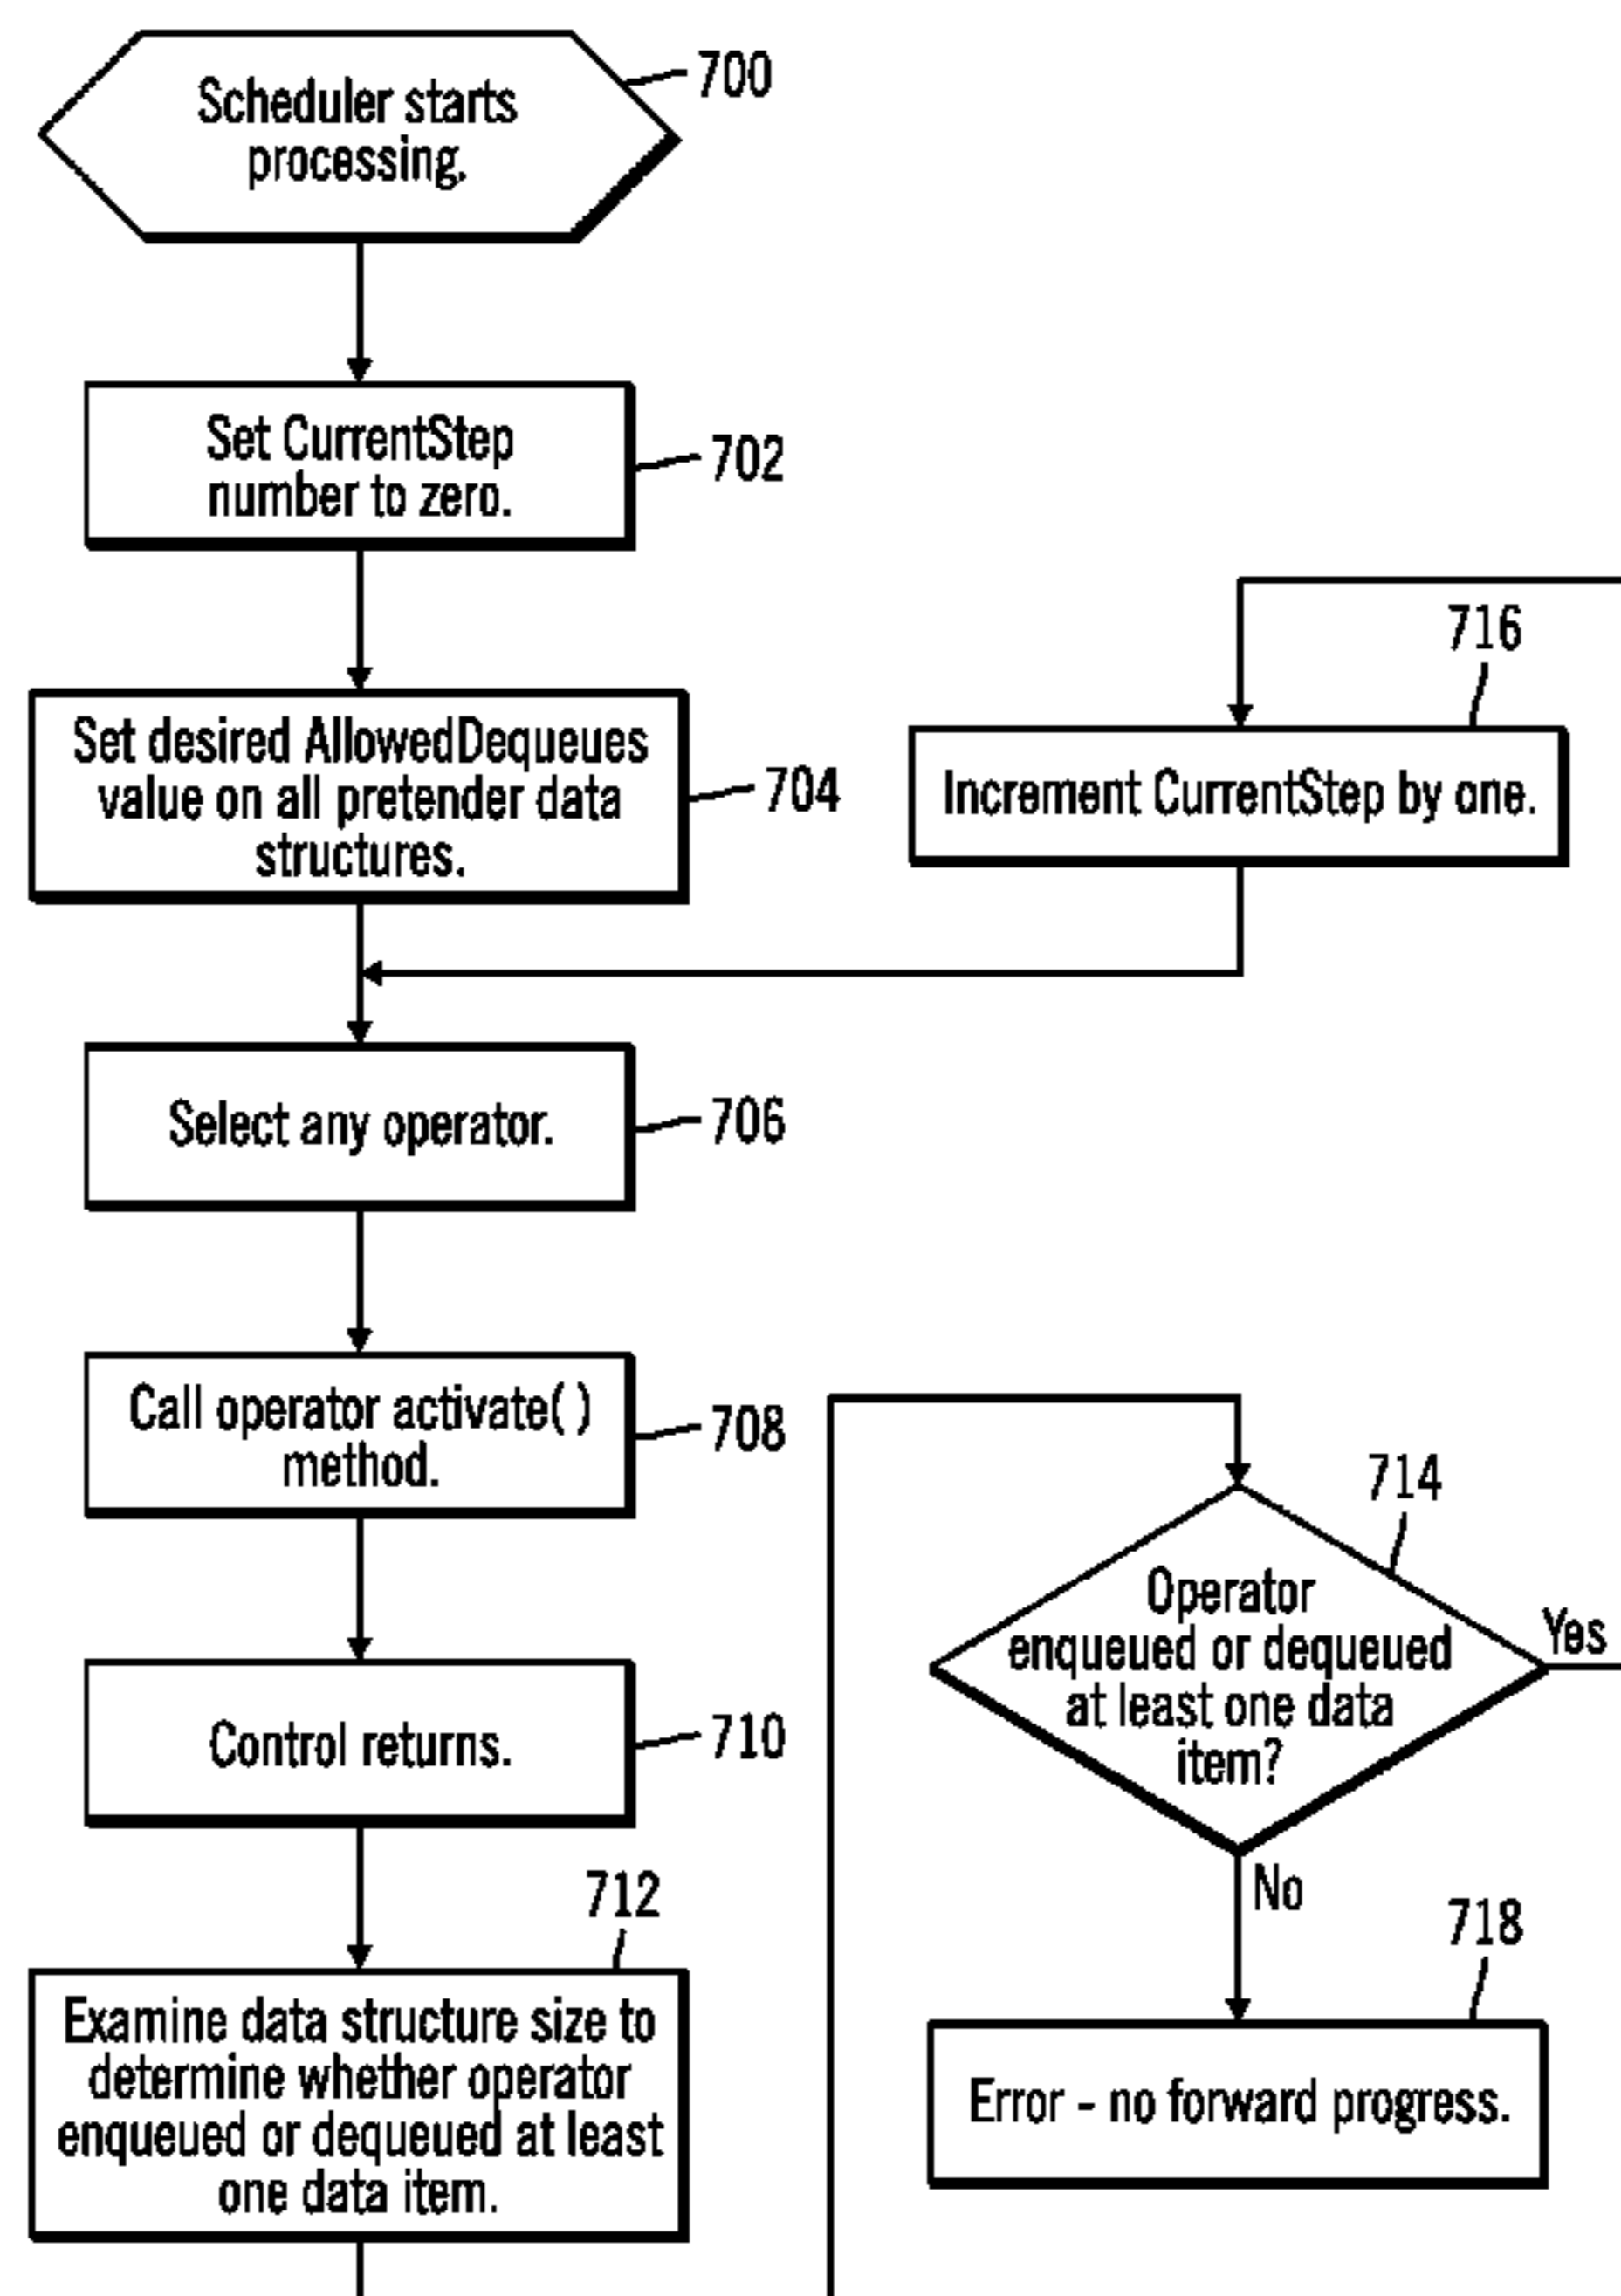 Scheduler starts
processing.
700
Set CurrentStep
number to zero.
702
Set desired AllowedDequeues
value on all pretender data
structures.
704
716
Increment CurrentStep by one.
Select any operator.
706
Call operator activate( )
method.
708
Control returns.
710
712
Examine data structure size to
determine whether operator
enqueued or dequeued at least
one data item.
714
Operator
enqueued or dequeued
at least one data
item?
Yes
No
718
Error - no forward progress.